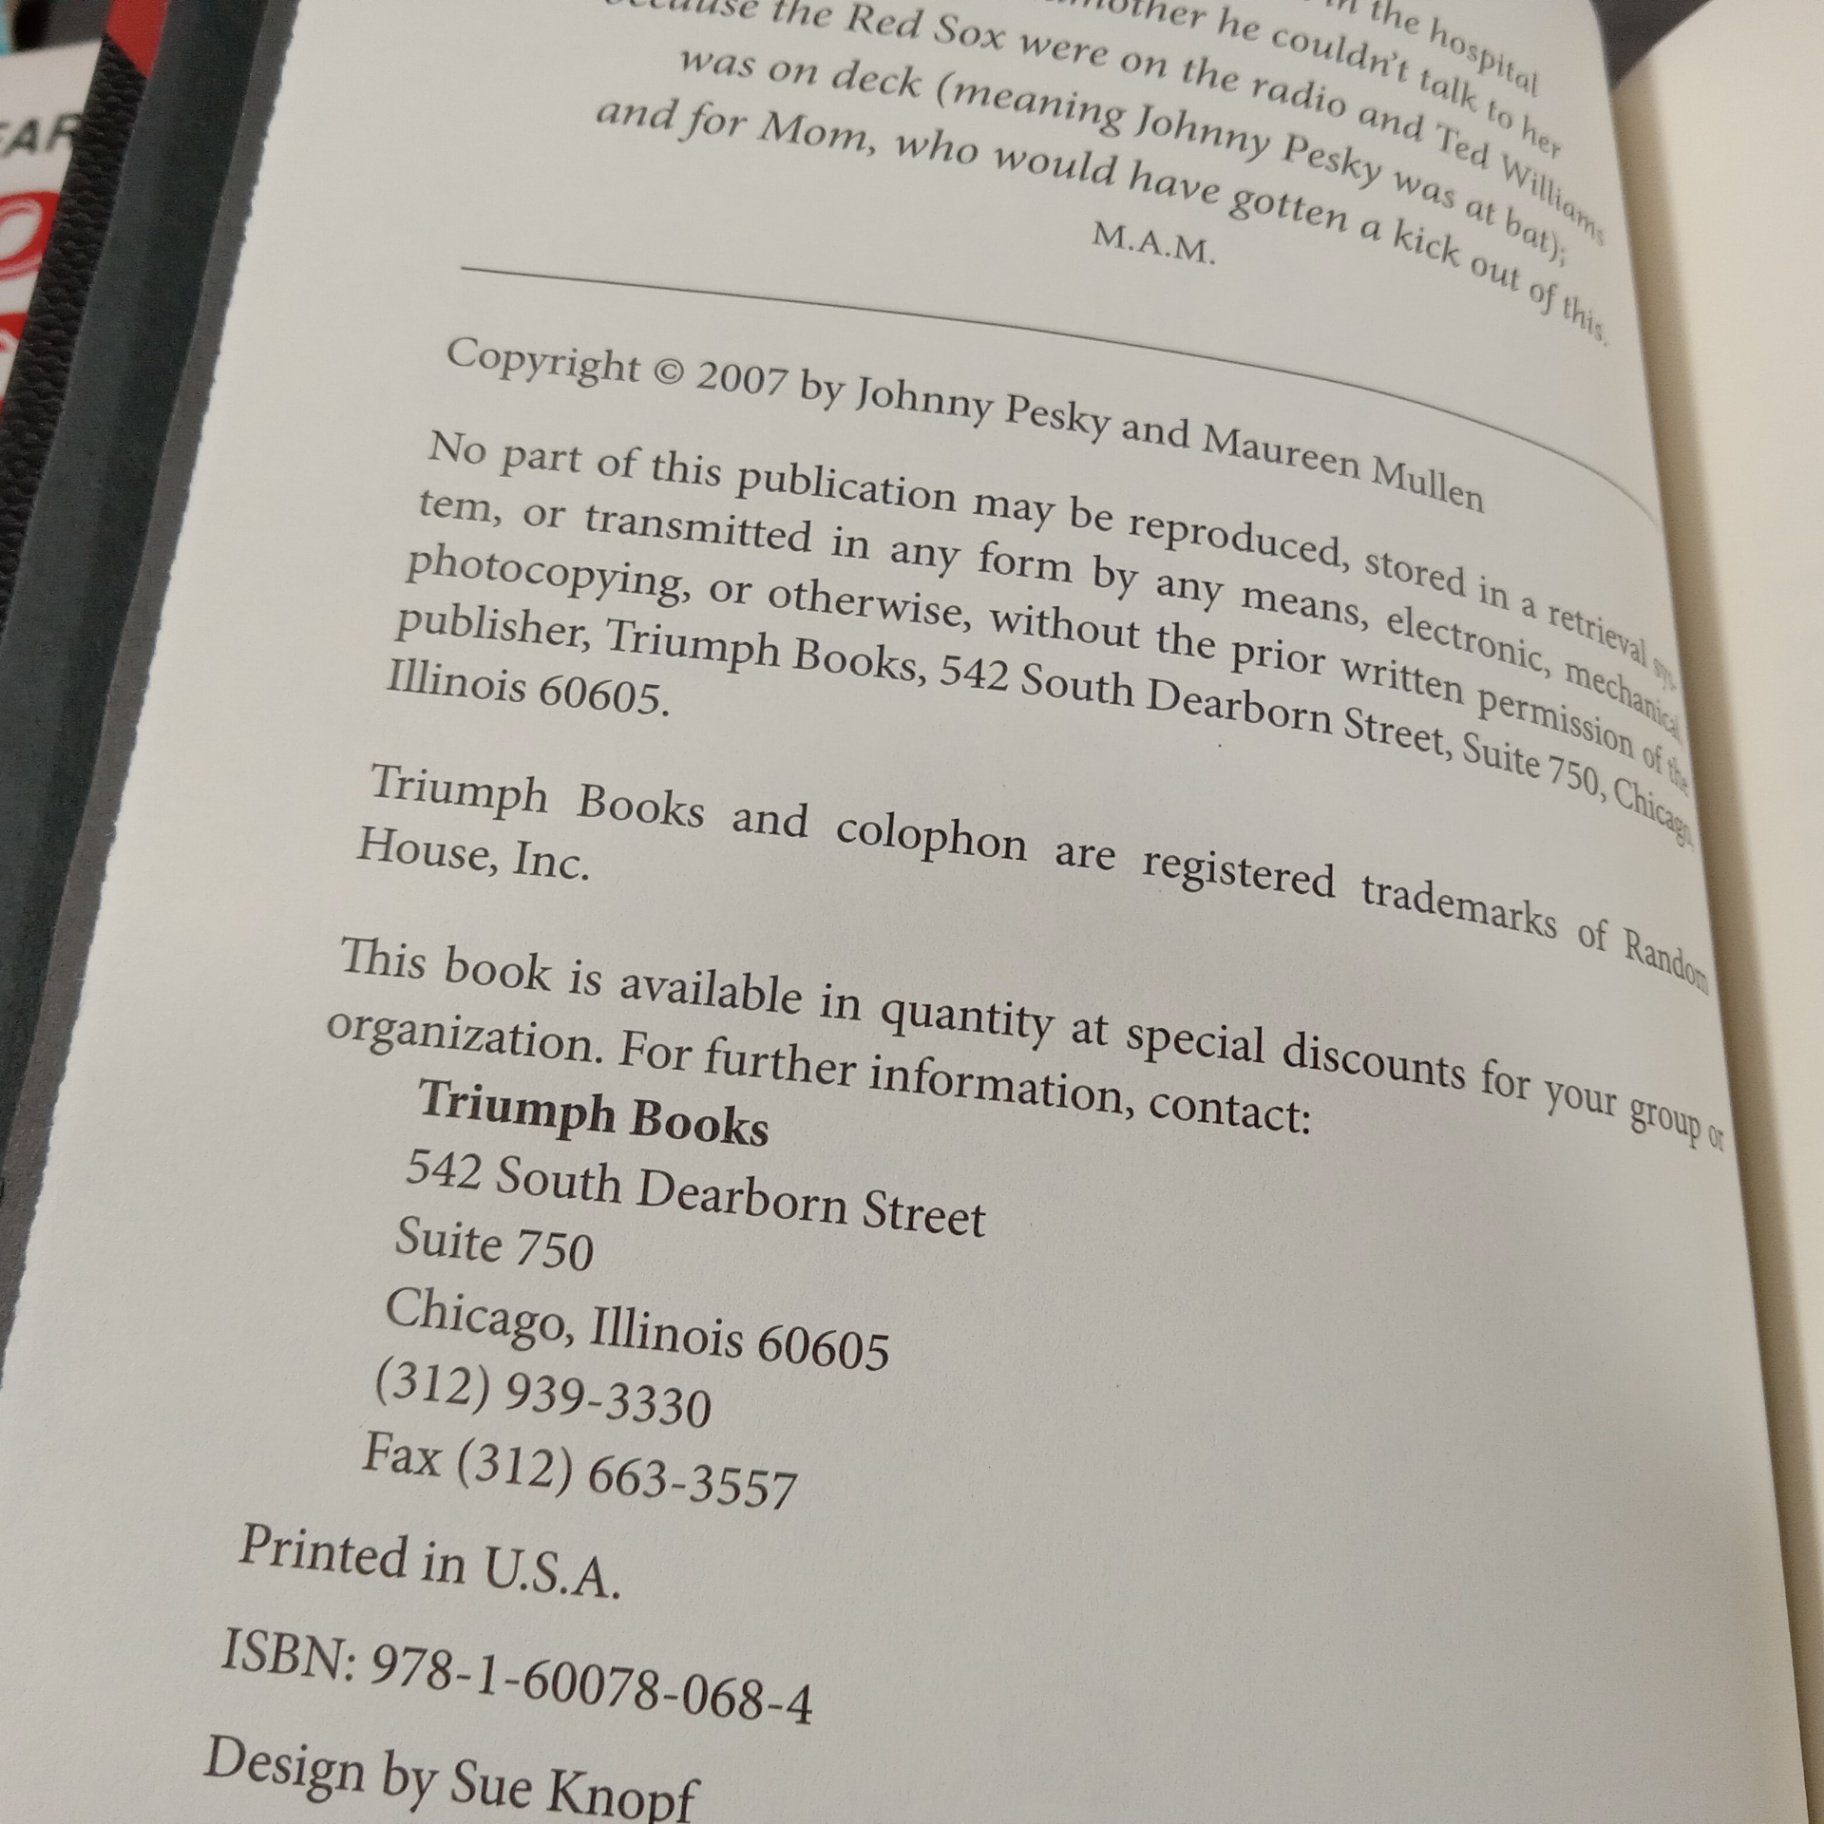 in the hospital
mother he couldn't talk to her
because the Red Sox were on the radio and Ted Williams
was on deck (meaning Johnny Pesky was at bat);
and for Mom, who would have gotten a kick out of this.
M.A.M.
Copyright © 2007 by Johnny Pesky and Maureen Mullen
No part of this publication may be reproduced, stored in a retrieval sys-
tem, or transmitted in any form by any means, electronic, mechanical,
photocopying, or otherwise, without the prior written permission of the
publisher, Triumph Books, 542 South Dearborn Street, Suite 750, Chicago,
Illinois 60605.
Triumph Books and colophon are registered trademarks of Random
House, Inc.
This book is available in quantity at special discounts for your group or
organization. For further information, contact:
Triumph Books
542 South Dearborn Street
Suite 750
Chicago, Illinois 60605
(312) 939-3330
Fax (312) 663-3557
Printed in U.S.A.
ISBN: 978-1-60078-068-4
Design by Sue Knopf